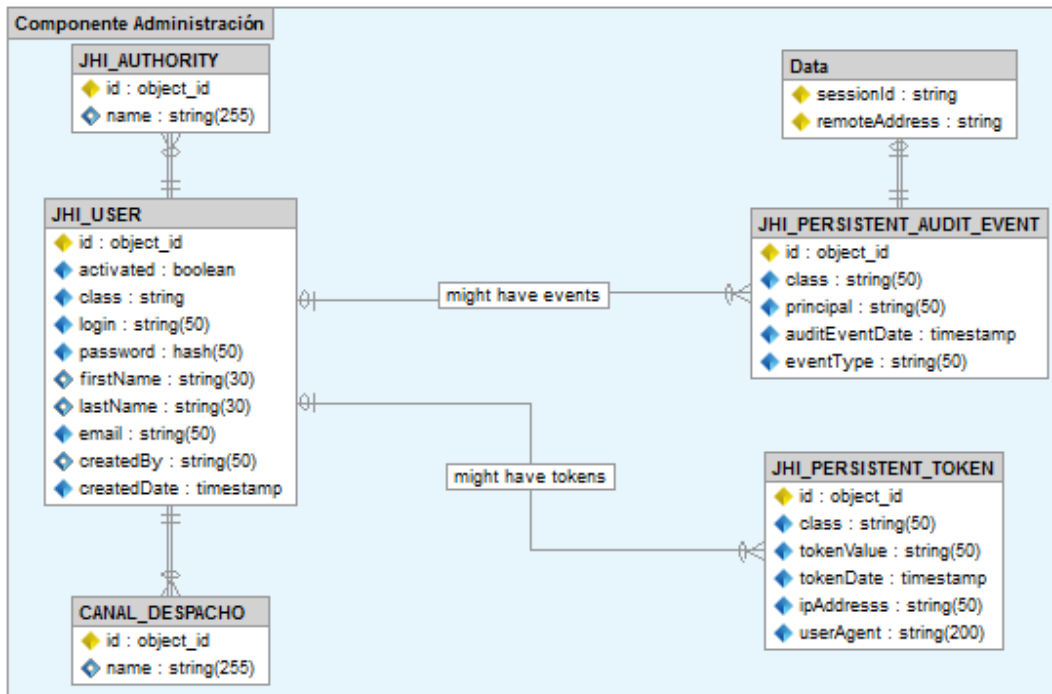 Componente Administración
JHI_AUTHORITY
id : object_id
name : string(255)
Data
sessionId : string
remoteAddress : string
JHI_USER
id : object_id
activated : boolean
class : string
login : string(50)
password : hash(50)
firstName : string(30)
lastName : string(30)
email : string(50)
createdBy : string(50)
createdDate : timestamp
might have events
JHI_PERSISTENT_AUDIT_EVENT
id : object_id
class : string(50)
principal : string(50)
auditEventDate : timestamp
eventType : string(50)
might have tokens
JHI_PERSISTENT_TOKEN
id : object_id
class : string(50)
tokenValue : string(50)
tokenDate : timestamp
ipAddresss : string(50)
userAgent : string(200)
CANAL_DESPACHO
id : object_id
name : string(255)